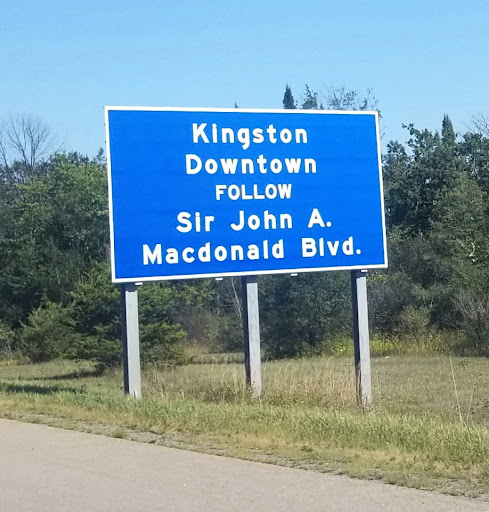 Kingston
Downtown
FOLLOW
Sir John A.
Macdonald Blvd.